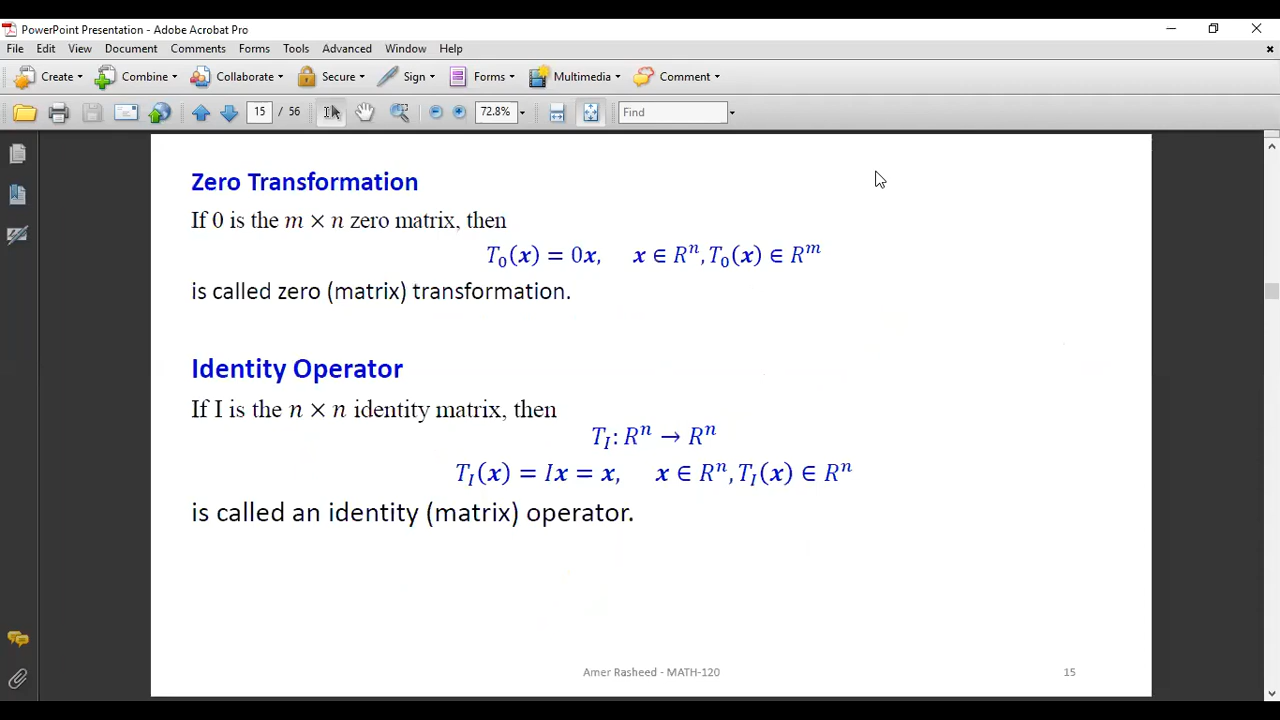 PowerPoint Presentation - Adobe Acrobat Pro
File Edit View Document Comments Forms Tools Advanced Window Help
Create Combine Collaborate Secure Sign Forms Multimedia Comment
15 / 56 72.8% Find
Zero Transformation
If 0 is the m × n zero matrix, then
T₀(x) = 0x, x ∈ Rⁿ, T₀(x) ∈ Rᵐ
is called zero (matrix) transformation.
Identity Operator
If I is the n × n identity matrix, then
T_I: Rⁿ → Rⁿ
T_I(x) = Ix = x, x ∈ Rⁿ, T_I(x) ∈ Rⁿ
is called an identity (matrix) operator.
Amer Rasheed - MATH-120 15